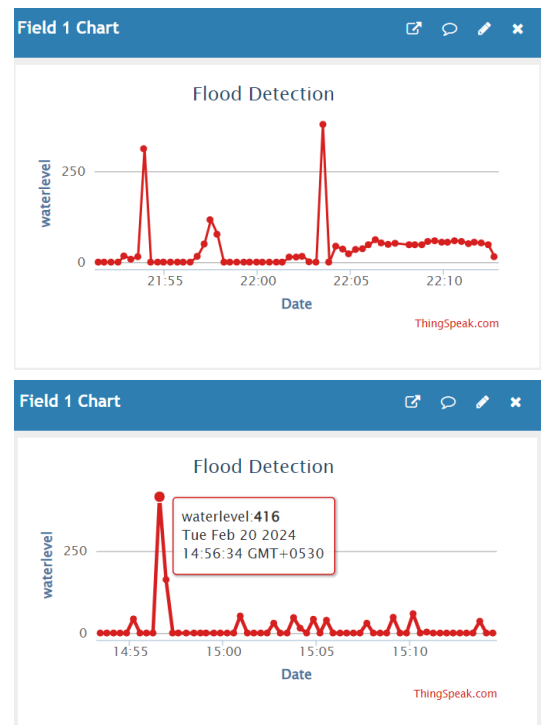 Field 1 Chart
Flood Detection
waterlevel
250
0
21:55 22:00 22:05 22:10
Date
ThingSpeak.com
Field 1 Chart
Flood Detection
waterlevel
250
0
waterlevel:416
Tue Feb 20 2024
14:56:34 GMT+0530
14:55 15:00 15:05 15:10
Date
ThingSpeak.com